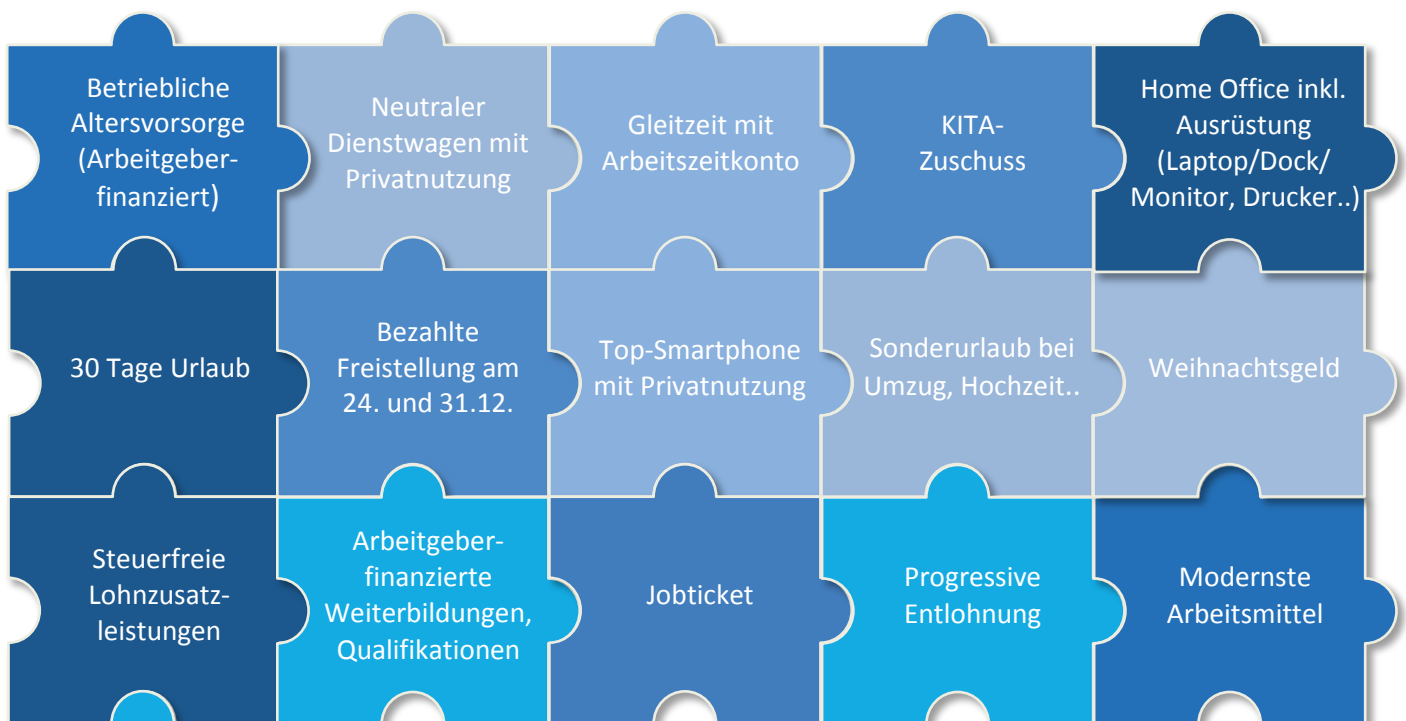 Betriebliche
Altersvorsorge
(Arbeitgeber-
finanziert)
Neutraler
Dienstwagen mit
Privatnutzung
Gleitzeit mit
Arbeitszeitkonto
KITA-
Zuschuss
Home Office inkl.
Ausrüstung
(Laptop/Dock/
Monitor, Drucker..)
30 Tage Urlaub
Bezahlte
Freistellung am
24. und 31.12.
Top-Smartphone
mit Privatnutzung
Sonderurlaub bei
Umzug, Hochzeit..
Weihnachtsgeld
Steuerfreie
Lohnzusatz-
leistungen
Arbeitgeber-
finanzierte
Weiterbildungen,
Qualifikationen
Jobticket
Progressive
Entlohnung
Modernste
Arbeitsmittel